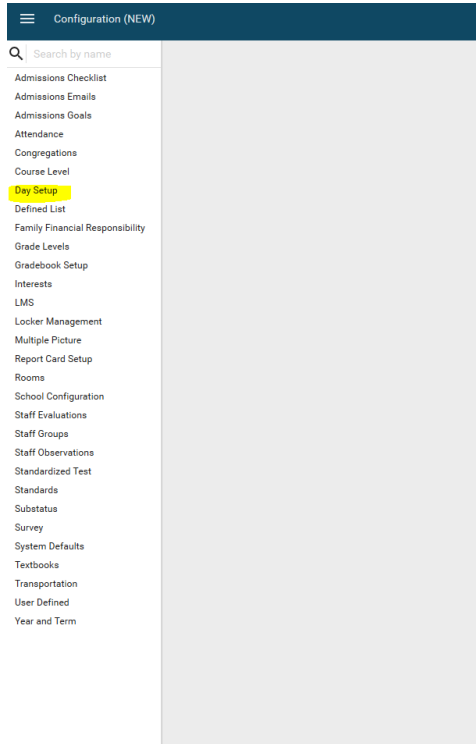 Configuration (NEW)
Search by name
Admissions Checklist
Admissions Emails
Admissions Goals
Attendance
Congregations
Course Level
Day Setup
Defined List
Family Financial Responsibility
Grade Levels
Gradebook Setup
Interests
LMS
Locker Management
Multiple Picture
Report Card Setup
Rooms
School Configuration
Staff Evaluations
Staff Groups
Staff Observations
Standardized Test
Standards
Substatus
Survey
System Defaults
Textbooks
Transportation
User Defined
Year and Term